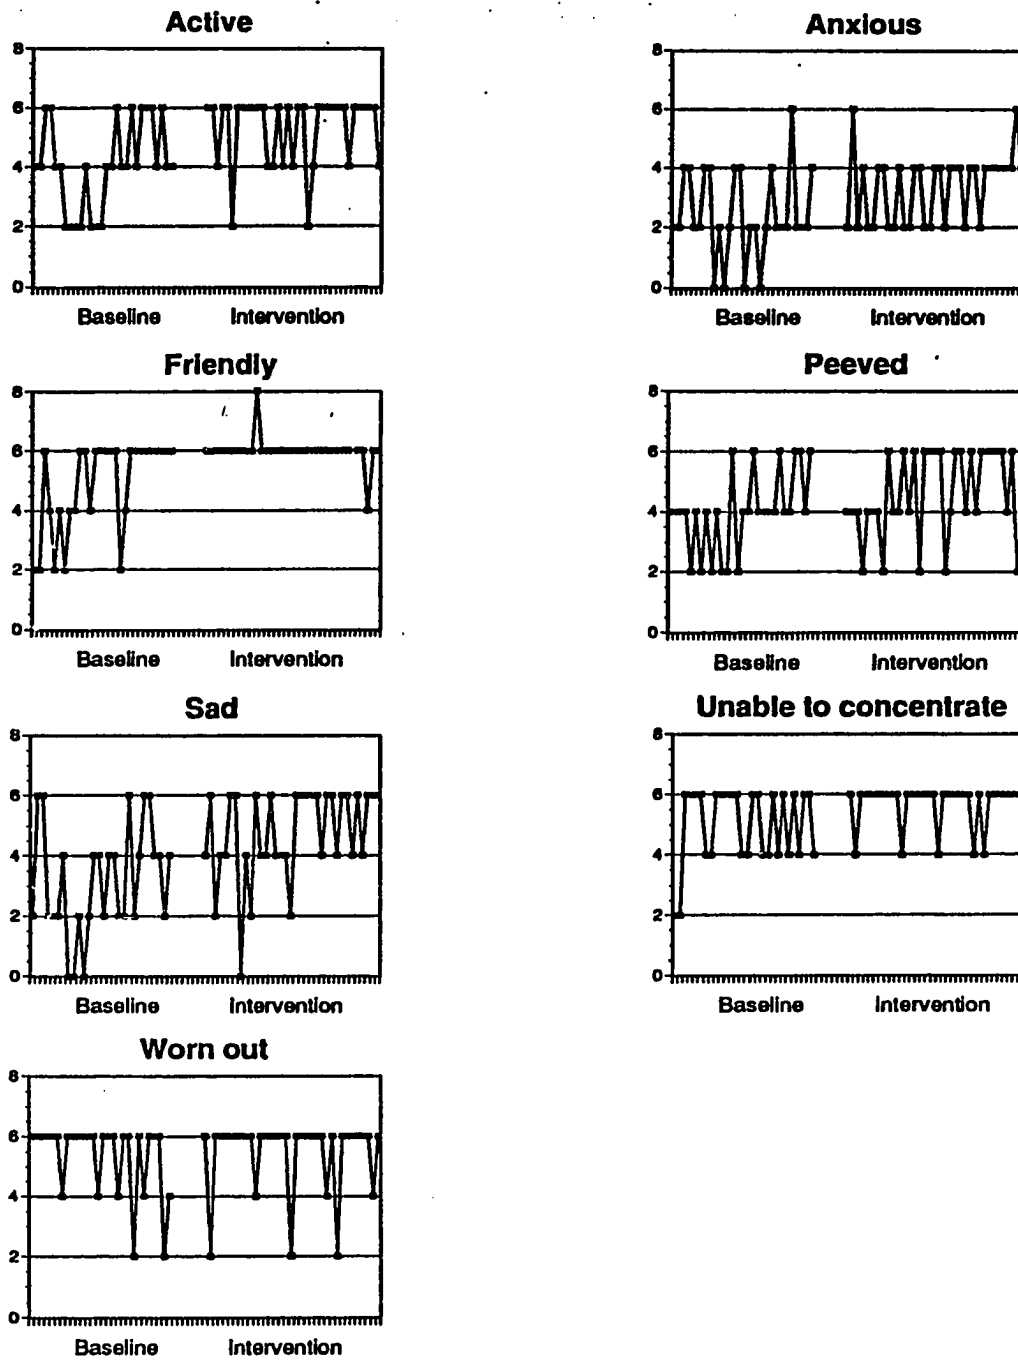 Active
8
6
4
2
0
Baseline Intervention
Anxious
8
6
4
2
0
Baseline Intervention
Friendly
8
6
4
2
0
Baseline Intervention
Peeved
8
6
4
2
0
Baseline Intervention
Sad
8
6
4
2
0
Baseline Intervention
Unable to concentrate
8
6
4
2
0
Baseline Intervention
Worn out
8
6
4
2
0
Baseline Intervention